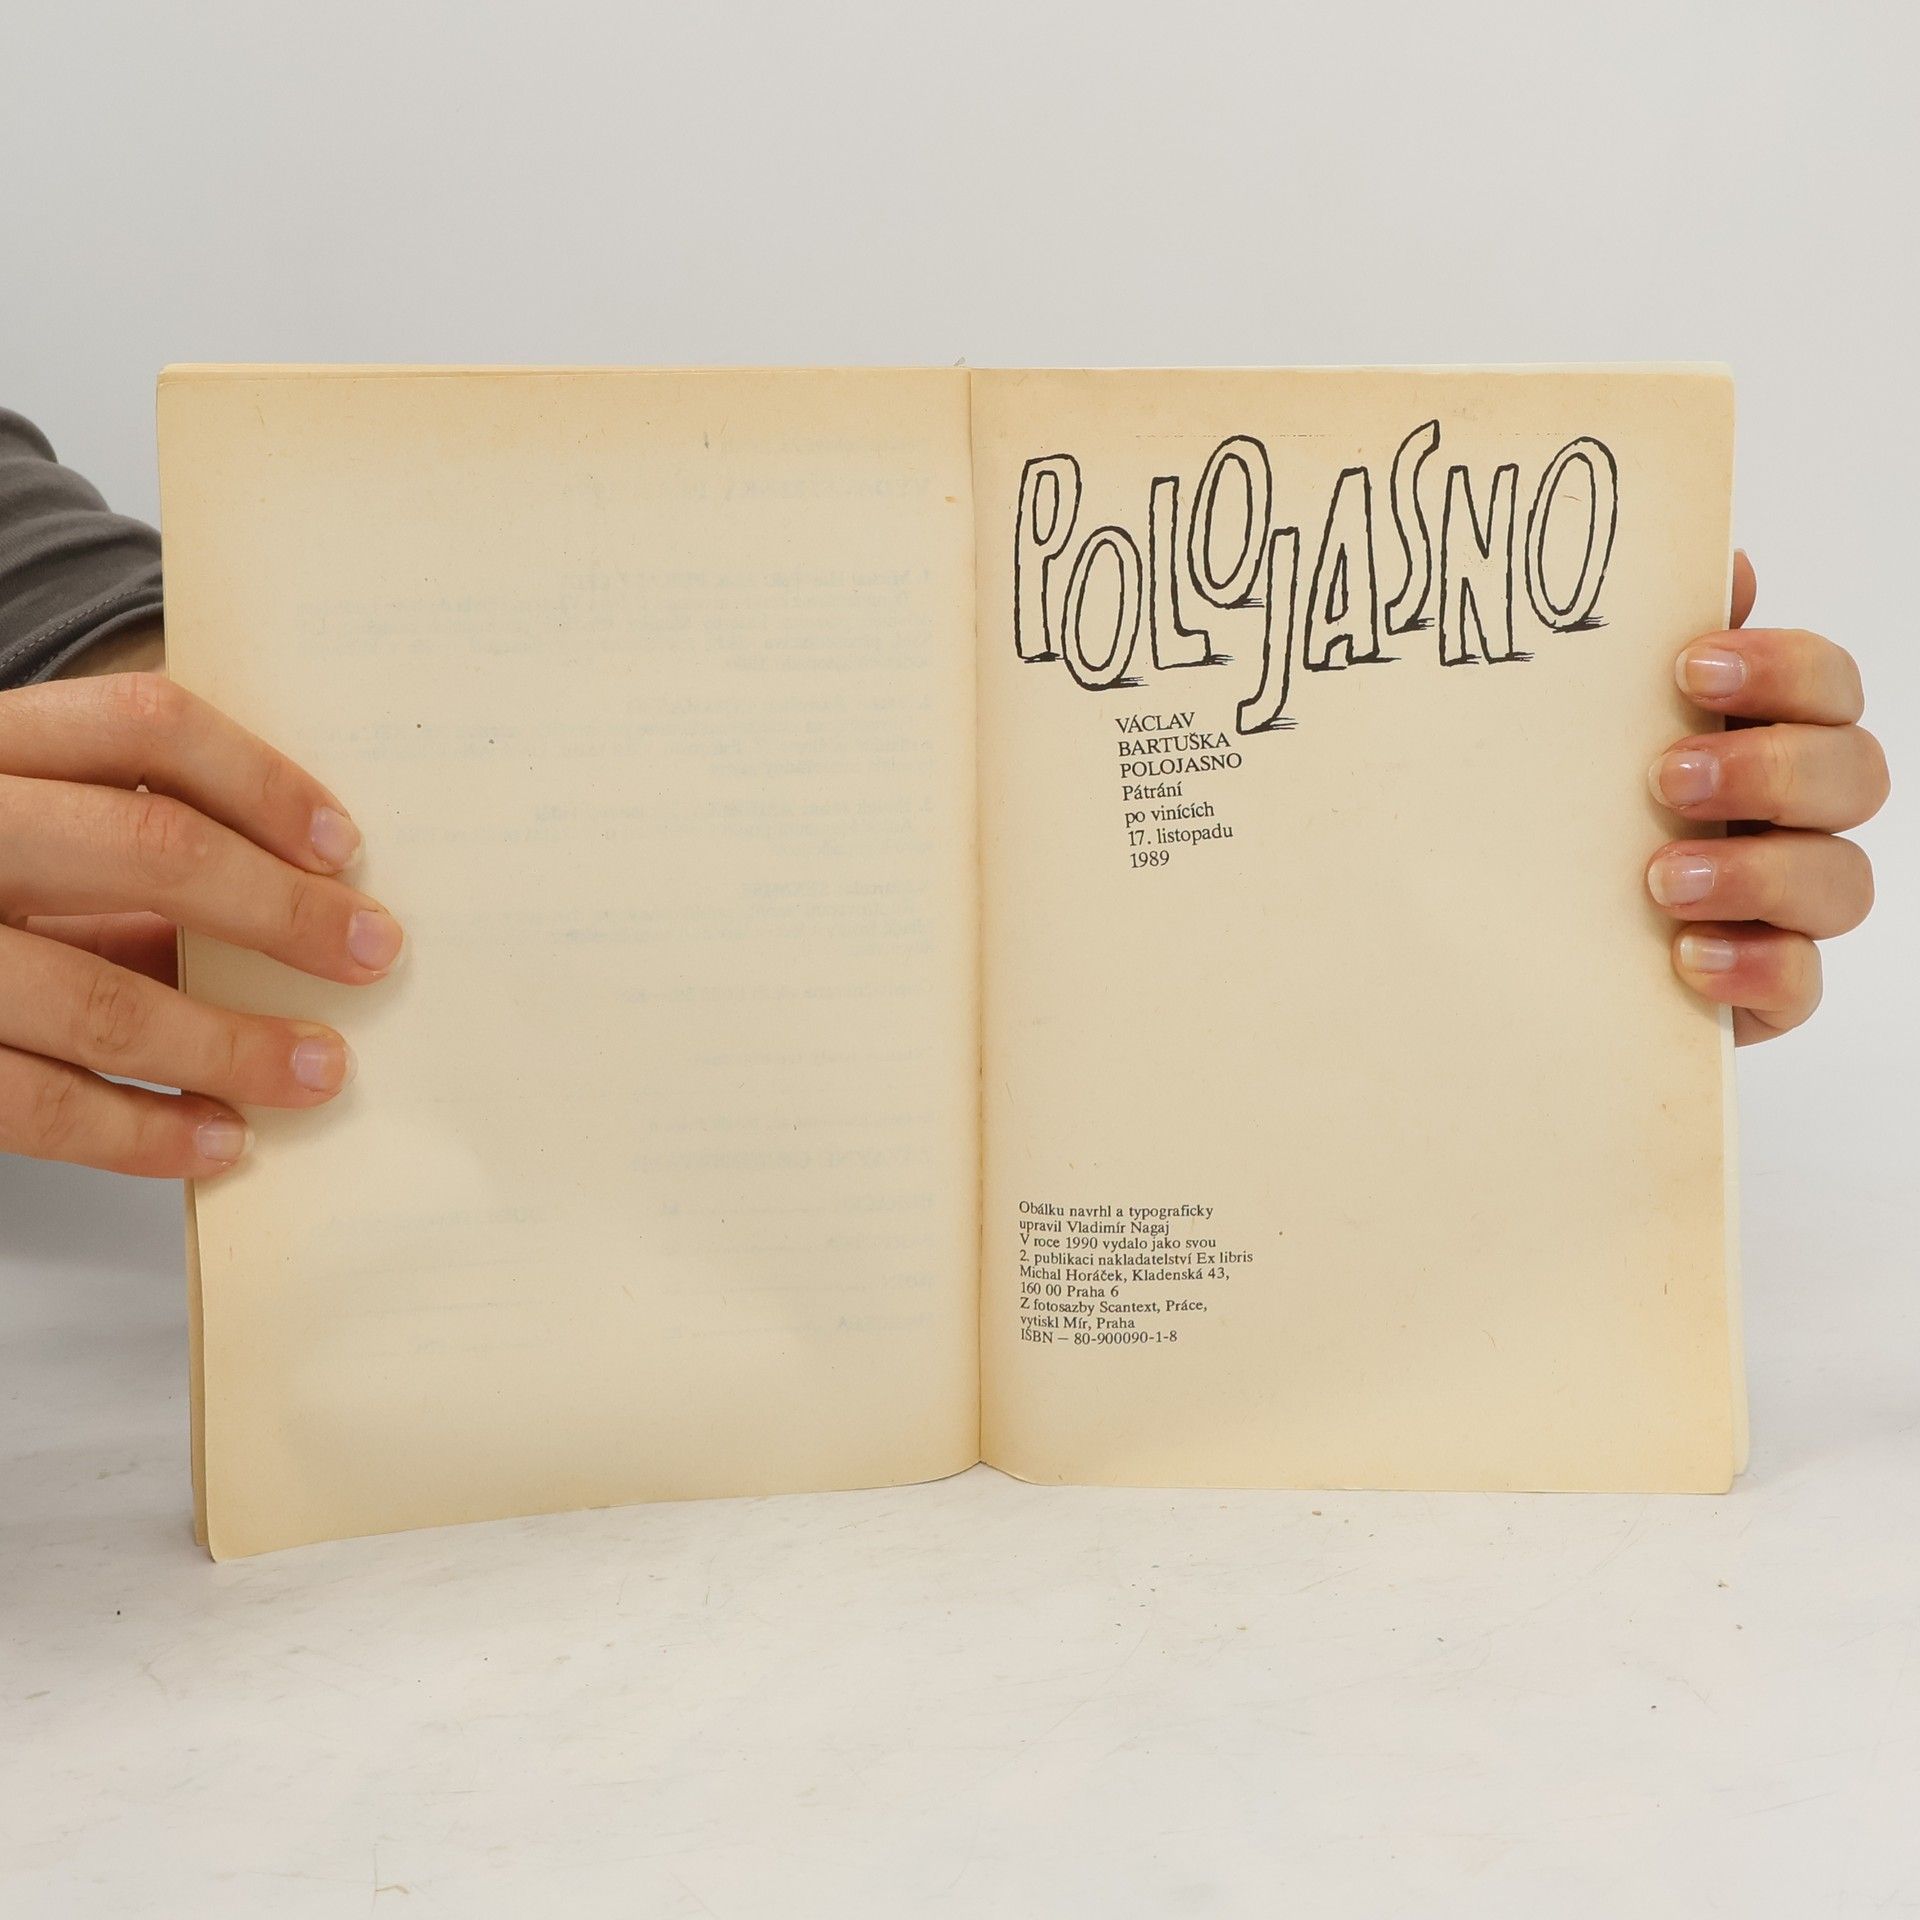 POLOJASNO
VÁCLAV
BARTUŠKA
POLOJASNO
Pátrání
po vinících
17. listopadu
1989
Obálku navrhl a typograficky
upravil Vladimír Nagaj
V roce 1990 vydalo jako svou
2. publikaci nakladatelství Ex libris
Michal Horáček, Kladenská 43,
160 00 Praha 6
Z fotosazby Scantext, Práce,
vytiskl Mír, Praha
ISBN — 80-900090-1-8